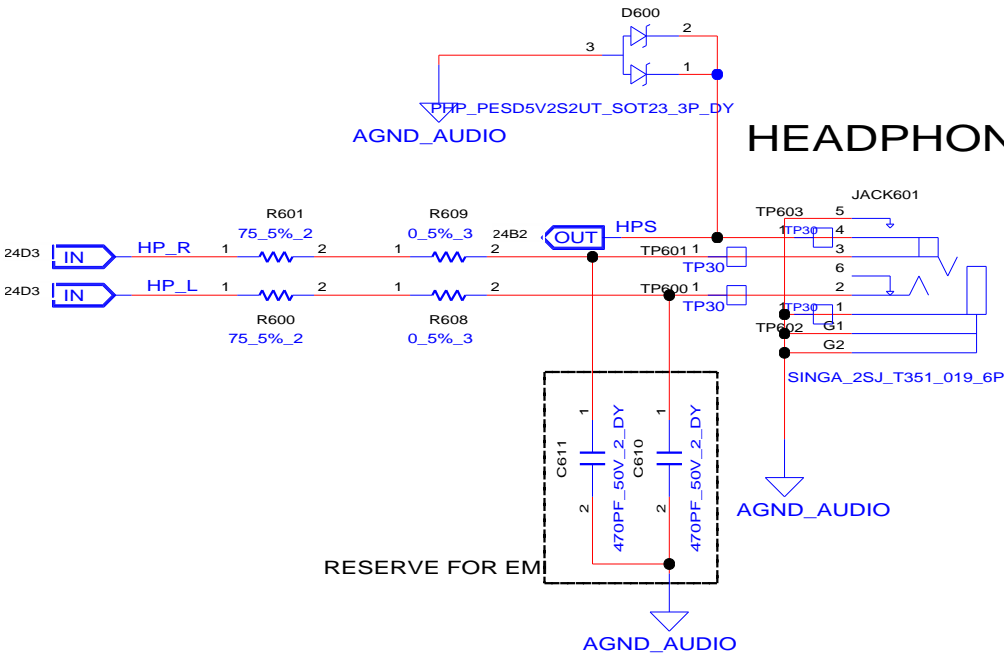 D600
3
2
1
PHP_PESD5V2S2UT_SOT23_3P_DY
AGND_AUDIO
HEADPHON
JACK601
R601
75_5%_2
R609
0_5%_3
24B2
OUT
HPS
TP603
5
24D3
IN
HP_R
1
2
1
2
TP601
1
TP30
1
TP30
4
3
24D3
IN
HP_L
1
2
1
2
TP600
1
TP30
6
2
R600
75_5%_2
R608
0_5%_3
1
TP30
1
TP602
G1
G2
SINGA_2SJ_T351_019_6P
1
C611
2
470PF_50V_2_DY
1
C610
2
470PF_50V_2_DY
AGND_AUDIO
RESERVE FOR EM
AGND_AUDIO